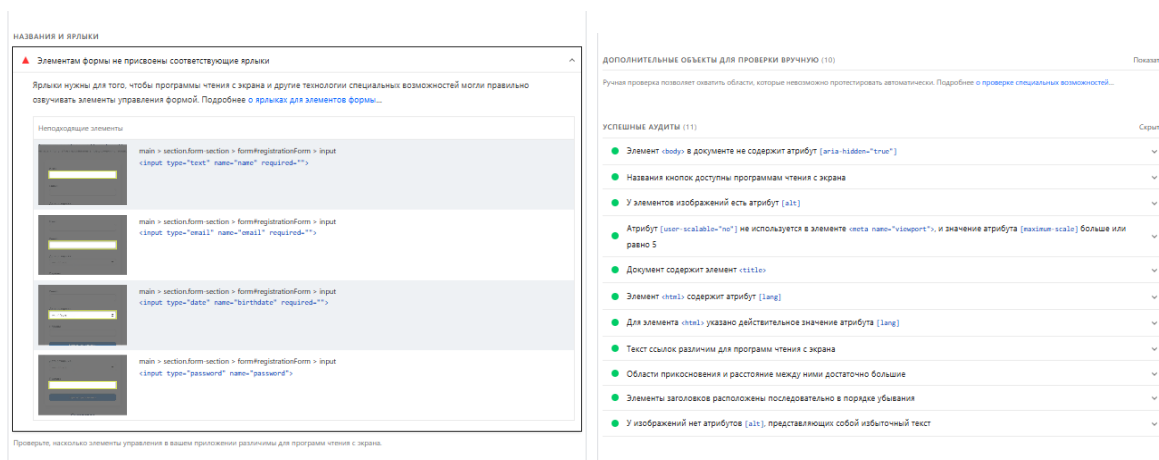 НАЗВАНИЯ И ЯРЛЫКИ
Элементам формы не присвоены соответствующие ярлыки
Ярлыки нужны для того, чтобы программы чтения с экрана и другие технологии специальных возможностей могли правильно
озвучивать элементы управления формой. Подробнее о ярлыках для элементов формы...
Неподходящие элементы
main > section.form-section > form#registrationForm > input
<input type="text" name="name" required="">
main > section.form-section > form#registrationForm > input
<input type="email" name="email" required="">
main > section.form-section > form#registrationForm > input
<input type="date" name="birthdate" required="">
main > section.form-section > form#registrationForm > input
<input type="password" name="password">
Проверьте, насколько элементы управления в вашем приложении различимы для программ чтения с экрана.
ДОПОЛНИТЕЛЬНЫЕ ОБЪЕКТЫ ДЛЯ ПРОВЕРКИ ВРУЧНУЮ (10)
Показат
Ручная проверка позволяет охватить области, которые невозможно протестировать автоматически. Подробнее о проверке специальных возможностей...
УСПЕШНЫЕ АУДИТЫ (11)
Скрыт
Элемент <body> в документе не содержит атрибут [aria-hidden="true"]
Названия кнопок доступны программам чтения с экрана
У элементов изображений есть атрибут [alt]
Атрибут [user-scalable="no"] не используется в элементе <meta name="viewport">, и значение атрибута [maximum-scale] больше или
равно 5
Документ содержит элемент <title>
Элемент <html> содержит атрибут [lang]
Для элемента <html> указано действительное значение атрибута [lang]
Текст ссылок различим для программ чтения с экрана
Области прикосновения и расстояние между ними достаточно большие
Элементы заголовков расположены последовательно в порядке убывания
У изображений нет атрибутов [alt], представляющих собой избыточный текст